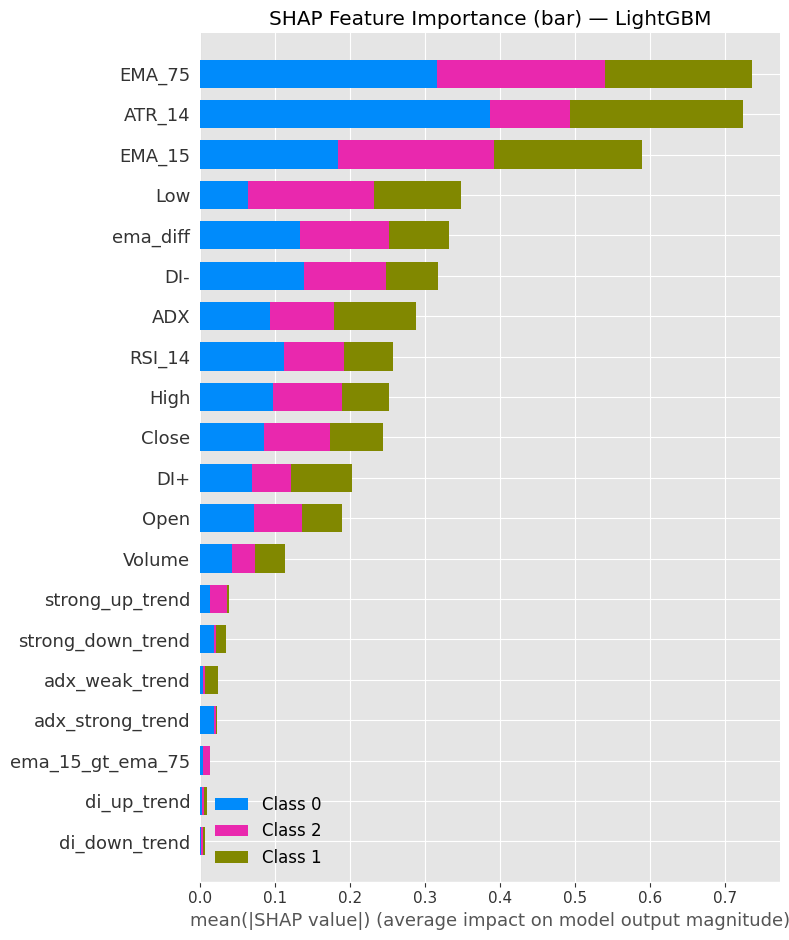 SHAP Feature Importance (bar) — LightGBM
EMA_75
ATR_14
EMA_15
Low
ema_diff
DI-
ADX
RSI_14
High
Close
DI+
Open
Volume
strong_up_trend
strong_down_trend
adx_weak_trend
adx_strong_trend
ema_15_gt_ema_75
di_up_trend
di_down_trend
Class 0
Class 2
Class 1
0.0 0.1 0.2 0.3 0.4 0.5 0.6 0.7
mean(|SHAP value|) (average impact on model output magnitude)